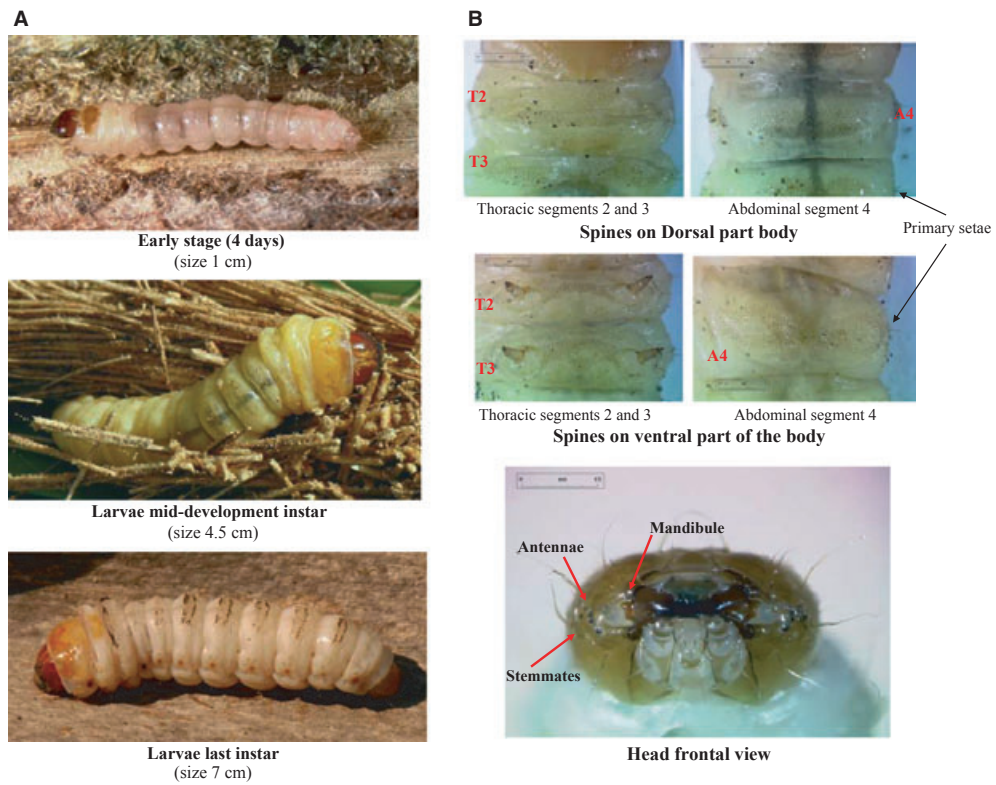 A
Early stage (4 days)
(size 1 cm)
Larvae mid-development instar
(size 4.5 cm)
Larvae last instar
(size 7 cm)
B
T2
T3
A4
Thoracic segments 2 and 3
Abdominal segment 4
Spines on Dorsal part body
Primary setae
T2
T3
A4
Thoracic segments 2 and 3
Abdominal segment 4
Spines on ventral part of the body
Mandibule
Antennae
Stemmates
Head frontal view